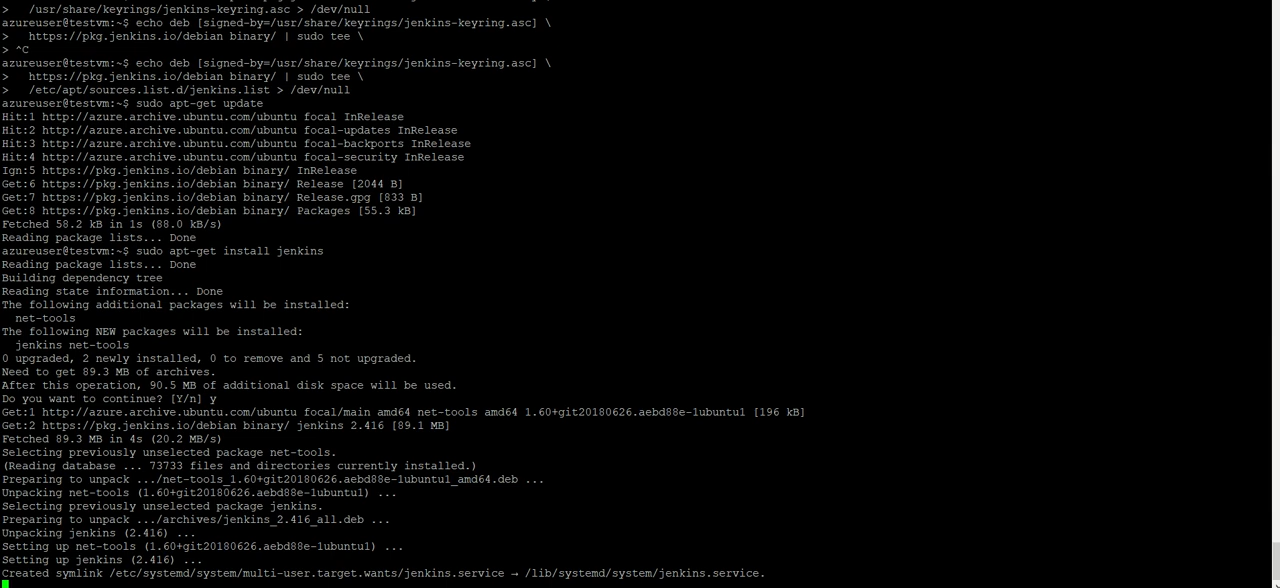 >   /usr/share/keyrings/jenkins-keyring.asc > /dev/null
azureuser@testvm:~$ echo deb [signed-by=/usr/share/keyrings/jenkins-keyring.asc] \
>   https://pkg.jenkins.io/debian binary/ | sudo tee \
> ^C
azureuser@testvm:~$ echo deb [signed-by=/usr/share/keyrings/jenkins-keyring.asc] \
>   https://pkg.jenkins.io/debian binary/ | sudo tee \
>   /etc/apt/sources.list.d/jenkins.list > /dev/null
azureuser@testvm:~$ sudo apt-get update
Hit:1 http://azure.archive.ubuntu.com/ubuntu focal InRelease
Hit:2 http://azure.archive.ubuntu.com/ubuntu focal-updates InRelease
Hit:3 http://azure.archive.ubuntu.com/ubuntu focal-backports InRelease
Hit:4 http://azure.archive.ubuntu.com/ubuntu focal-security InRelease
Ign:5 https://pkg.jenkins.io/debian binary/ InRelease
Get:6 https://pkg.jenkins.io/debian binary/ Release [2044 B]
Get:7 https://pkg.jenkins.io/debian binary/ Release.gpg [833 B]
Get:8 https://pkg.jenkins.io/debian binary/ Packages [55.3 kB]
Fetched 58.2 kB in 1s (88.0 kB/s)
Reading package lists... Done
azureuser@testvm:~$ sudo apt-get install jenkins
Reading package lists... Done
Building dependency tree
Reading state information... Done
The following additional packages will be installed:
  net-tools
The following NEW packages will be installed:
  jenkins net-tools
0 upgraded, 2 newly installed, 0 to remove and 5 not upgraded.
Need to get 89.3 MB of archives.
After this operation, 90.5 MB of additional disk space will be used.
Do you want to continue? [Y/n] y
Get:1 http://azure.archive.ubuntu.com/ubuntu focal/main amd64 net-tools amd64 1.60+git20180626.aebd88e-1ubuntu1 [196 kB]
Get:2 https://pkg.jenkins.io/debian binary/ jenkins 2.416 [89.1 MB]
Fetched 89.3 MB in 4s (20.2 MB/s)
Selecting previously unselected package net-tools.
(Reading database ... 73733 files and directories currently installed.)
Preparing to unpack .../net-tools_1.60+git20180626.aebd88e-1ubuntu1_amd64.deb ...
Unpacking net-tools (1.60+git20180626.aebd88e-1ubuntu1) ...
Selecting previously unselected package jenkins.
Preparing to unpack .../archives/jenkins_2.416_all.deb ...
Unpacking jenkins (2.416) ...
Setting up net-tools (1.60+git20180626.aebd88e-1ubuntu1) ...
Setting up jenkins (2.416) ...
Created symlink /etc/systemd/system/multi-user.target.wants/jenkins.service → /lib/systemd/system/jenkins.service.